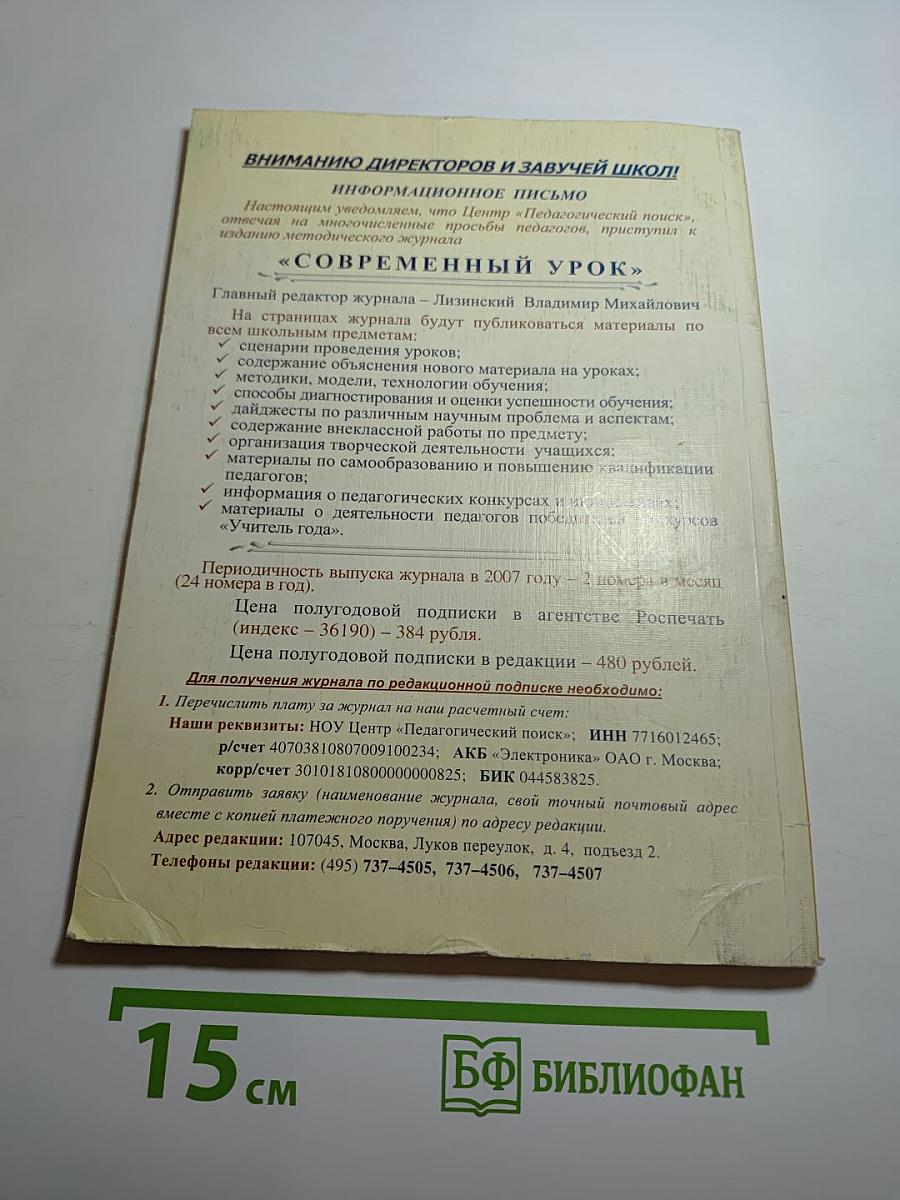 ВНИМАНИЮ ДИРЕКТОРОВ И ЗАВУЧЕЙ ШКОЛ!
ИНФОРМАЦИОННОЕ ПИСЬМО
Настоящим уведомляем, что Центр «Педагогический поиск»,
отвечая на многочисленные просьбы педагогов, приступил к
изданию методического журнала
«СОВРЕМЕННЫЙ УРОК»
Главный редактор журнала – Лизинский Владимир Михайлович
На страницах журнала будут публиковаться материалы по
всем школьным предметам:
✓ сценарии проведения уроков;
✓ содержание объяснения нового материала на уроках;
✓ методики, модели, технологии обучения;
✓ способы диагностирования и оценки успешности обучения;
✓ дайджесты по различным научным проблема и аспектам;
✓ содержание внеклассной работы по предмету;
✓ организация творческой деятельности учащихся;
✓ материалы по самообразованию и повышению квалификации
педагогов;
✓ информация о педагогических конкурсах и
✓ материалы о деятельности педагогов победителей конкурсов
«Учитель года».
Периодичность выпуска журнала в 2007 году – 2 номера в месяц
(24 номера в год).
Цена полугодовой подписки в агентстве Роспечать
(индекс – 36190) – 384 рубля.
Цена полугодовой подписки в редакции – 480 рублей.
Для получения журнала по редакционной подписке необходимо:
1. Перечислить плату за журнал на наш расчетный счет:
Наши реквизиты: НОУ Центр «Педагогический поиск»; ИНН 7716012465;
р/счет 40703810807009100234; АКБ «Электроника» ОАО г. Москва;
корр/счет 30101810800000000825; БИК 044583825.
2. Отправить заявку (наименование журнала, свой точный почтовый адрес
вместе с копией платежного поручения) по адресу редакции.
Адрес редакции: 107045, Москва, Луков переулок, д. 4, подъезд 2.
Телефоны редакции: (495) 737–4505, 737–4506, 737–4507
15 см
БФ БИБЛИОФАН